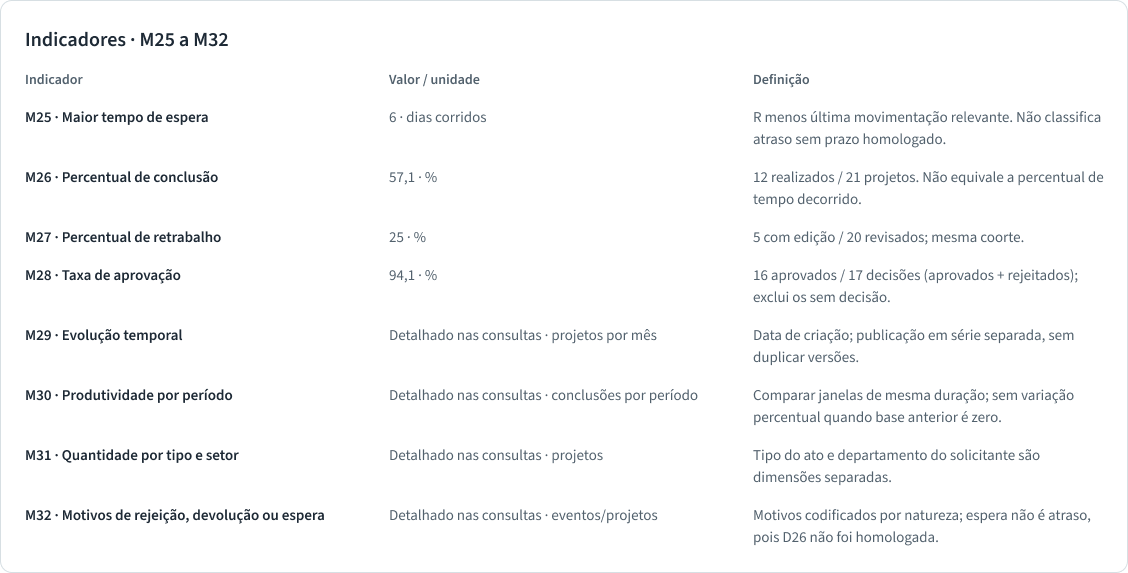 Indicadores · M25 a M32
Indicador Valor / unidade Definição
M25 · Maior tempo de espera 6 · dias corridos R menos última movimentação relevante. Não classifica
atraso sem prazo homologado.
M26 · Percentual de conclusão 57,1 · % 12 realizados / 21 projetos. Não equivale a percentual de
tempo decorrido.
M27 · Percentual de retrabalho 25 · % 5 com edição / 20 revisados; mesma coorte.
M28 · Taxa de aprovação 94,1 · % 16 aprovados / 17 decisões (aprovados + rejeitados);
exclui os sem decisão.
M29 · Evolução temporal Detalhado nas consultas · projetos por mês Data de criação; publicação em série separada, sem
duplicar versões.
M30 · Produtividade por período Detalhado nas consultas · conclusões por período Comparar janelas de mesma duração; sem variação
percentual quando base anterior é zero.
M31 · Quantidade por tipo e setor Detalhado nas consultas · projetos Tipo do ato e departamento do solicitante são
dimensões separadas.
M32 · Motivos de rejeição, devolução ou espera Detalhado nas consultas · eventos/projetos Motivos codificados por natureza; espera não é atraso,
pois D26 não foi homologada.